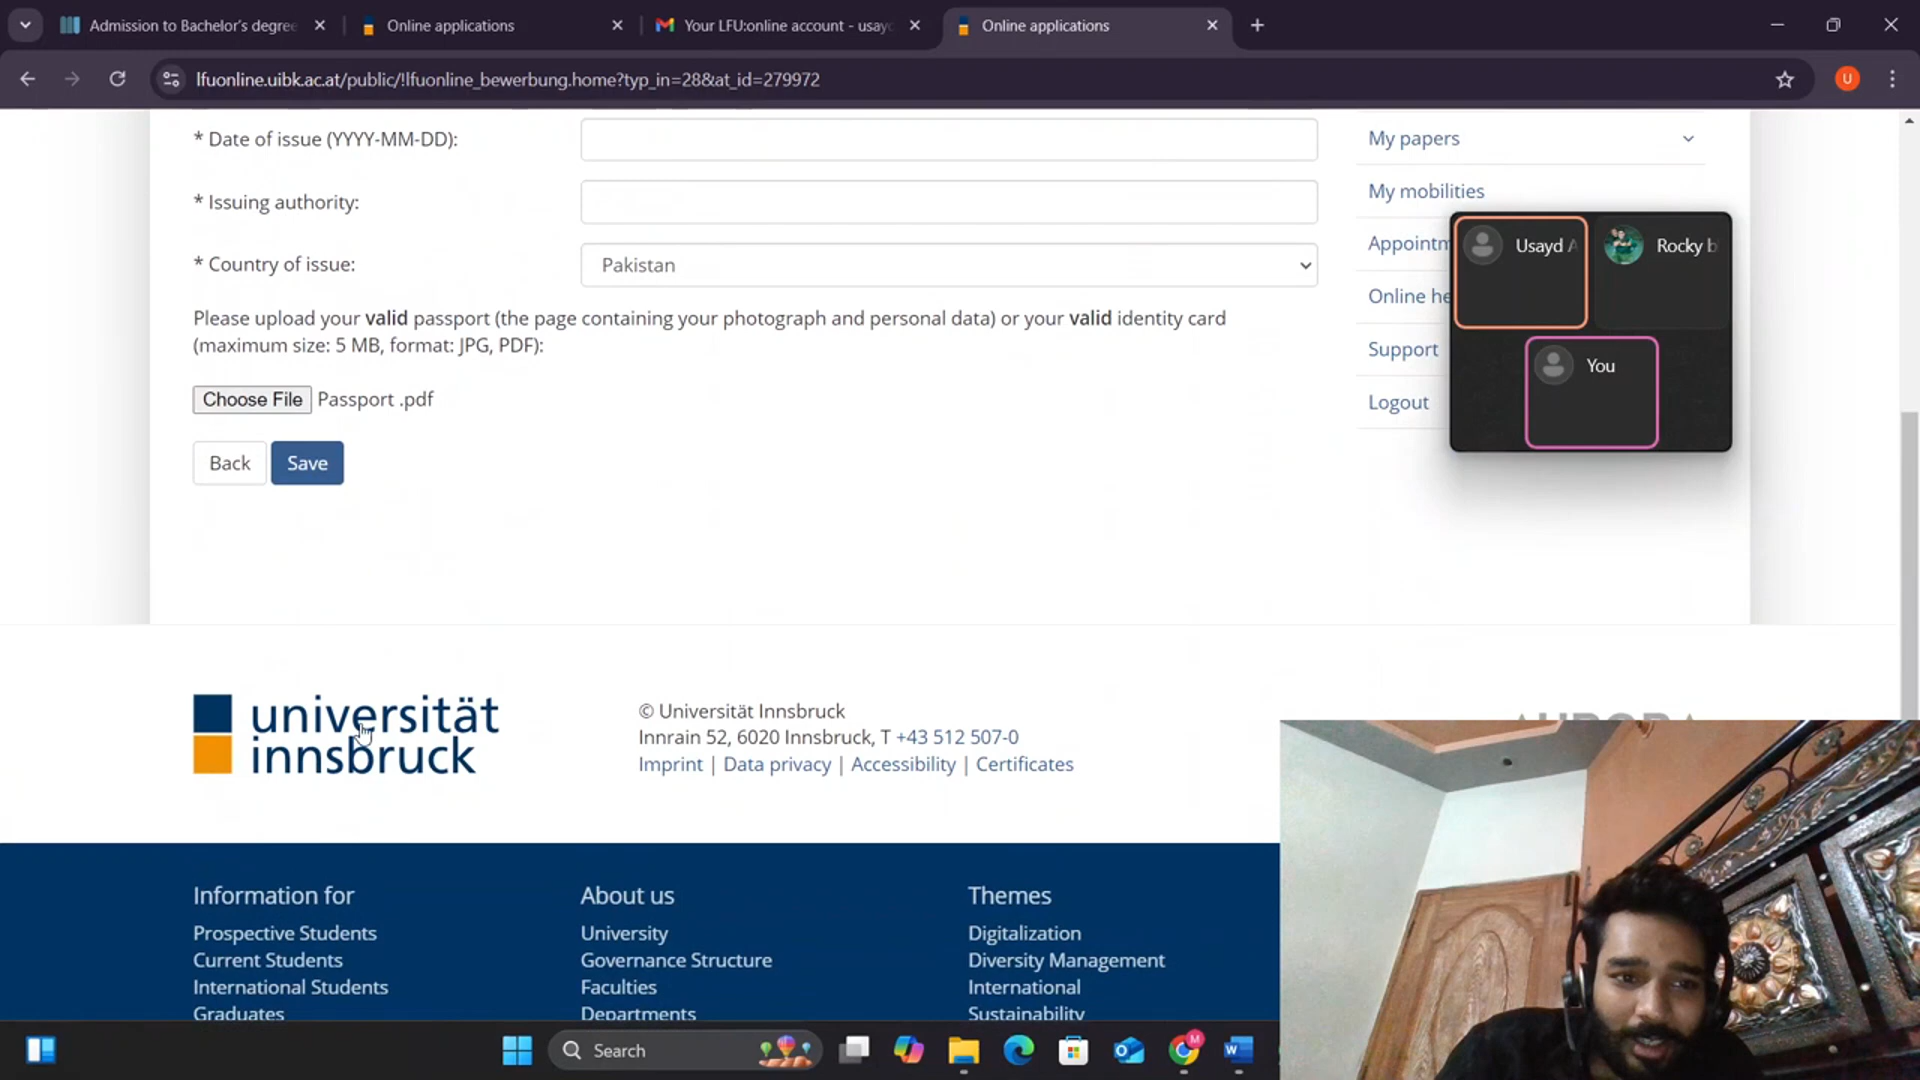 Admission to Bachelor's degree
Online applications
Your LFU:online account - usay
Online applications
lfuonline.uibk.ac.at/public/!lfuonline_bewerbung.home?typ_in=28&at_id=279972
U
* Date of issue (YYYY-MM-DD):
* Issuing authority:
* Country of issue:
Pakistan
Please upload your valid passport (the page containing your photograph and personal data) or your valid identity card
(maximum size: 5 MB, format: JPG, PDF):
Choose File Passport .pdf
Back
Save
My papers
My mobilities
Appointm
Online he
Support
Logout
Usayd A
Rocky b
You
universität
innsbruck
© Universität Innsbruck
Innrain 52, 6020 Innsbruck, T +43 512 507-0
Imprint | Data privacy | Accessibility | Certificates
Information for
Prospective Students
Current Students
International Students
Graduates
About us
University
Governance Structure
Faculties
Departments
Themes
Digitalization
Diversity Management
International
Sustainability
Search
M
W